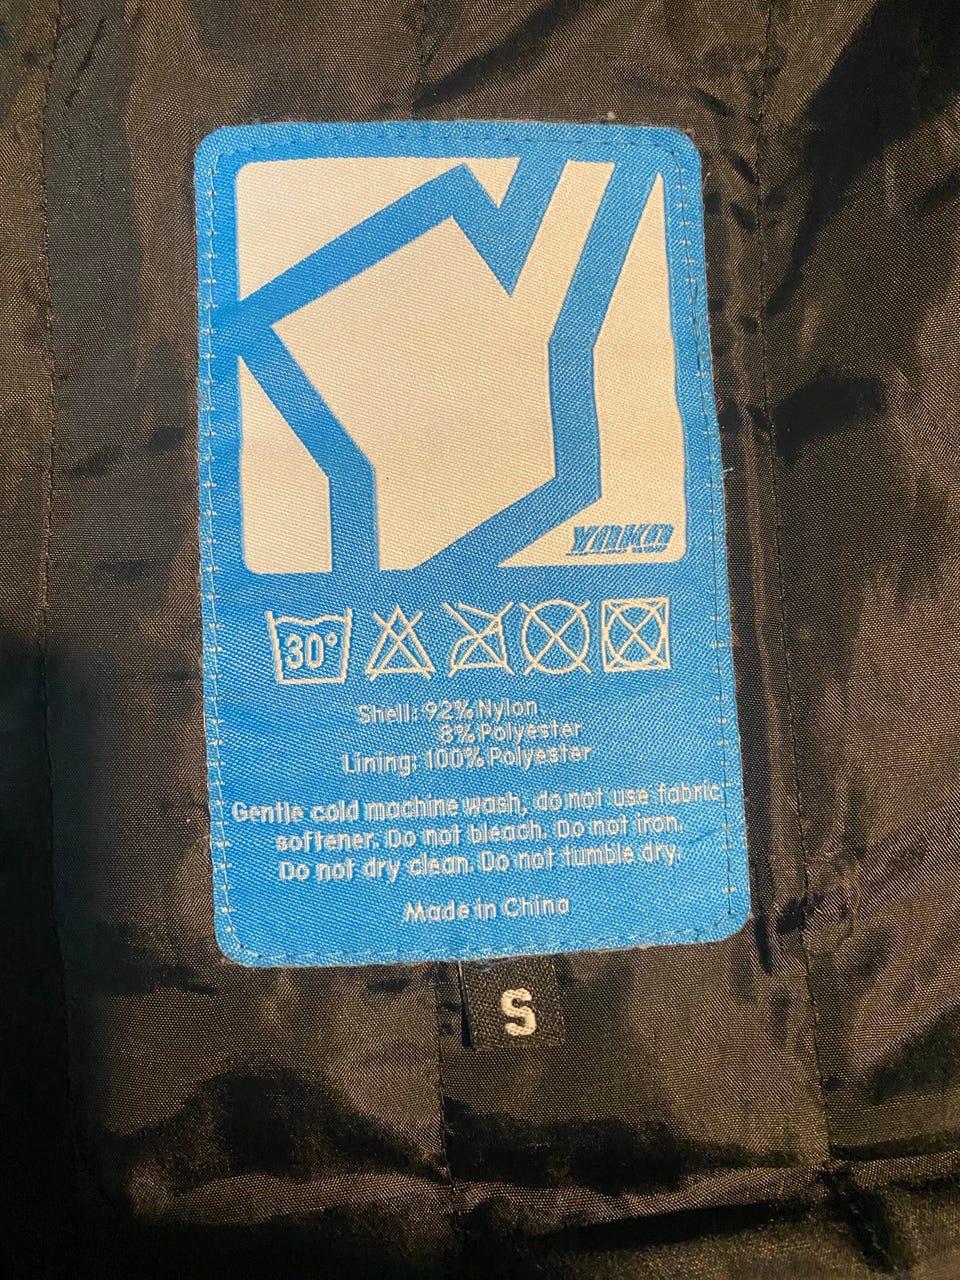 YOKO
30°
Shell: 92% Nylon
8% Polyester
Lining: 100% Polyester
Gentle cold machine wash, do not use fabric
softener. Do not bleach. Do not iron.
Do not dry clean. Do not tumble dry.
Made in China
S